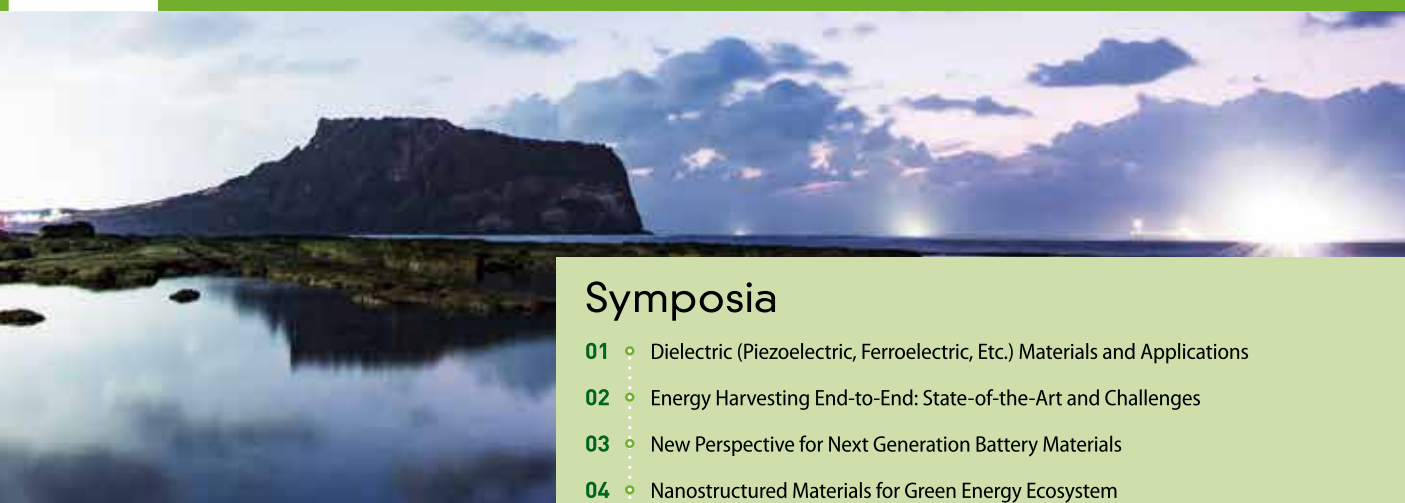 Symposia
01 Dielectric (Piezoelectric, Ferroelectric, Etc.) Materials and Applications
02 Energy Harvesting End-to-End: State-of-the-Art and Challenges
03 New Perspective for Next Generation Battery Materials
04 Nanostructured Materials for Green Energy Ecosystem